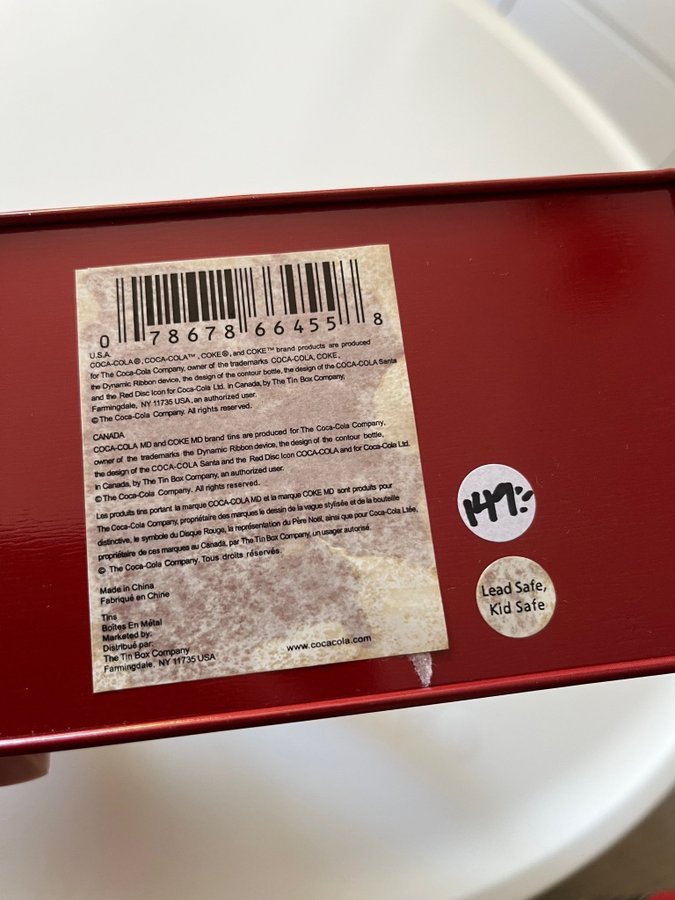 0 78678 66455 8
U.S.A.
COCA-COLA®, COCA-COLA™, COKE®, and COKE™ brand products are produced
for The Coca-Cola Company, owner of the trademarks COCA-COLA, COKE,
the Dynamic Ribbon device, the design of the contour bottle, the design of the COCA-COLA Santa
and the Red Disc Icon for Coca-Cola Ltd. in Canada, by The Tin Box Company,
Farmingdale, NY 11735 USA, an authorized user.
© The Coca-Cola Company. All rights reserved.
CANADA
COCA-COLA MD and COKE MD brand tins are produced for The Coca-Cola Company,
owner of the trademarks the Dynamic Ribbon device, the design of the contour bottle,
the design of the COCA-COLA Santa and the Red Disc Icon COCA-COLA and for Coca-Cola Ltd.
in Canada, by The Tin Box Company, an authorized user.
© The Coca-Cola Company. All rights reserved.
Les produits tins portant la marque COCA-COLA MD et la marque COKE MD sont produits pour
The Coca-Cola Company, propriétaire des marques le dessin de la vague stylisée et de la bouteille
distinctive, le symbole du Disque Rouge, la représentation du Père Noël, ainsi que pour Coca-Cola Ltée,
propriétaire de ces marques au Canada, par The Tin Box Company, un usager autorisé.
© The Coca-Cola Company. Tous droits réservés.
Made in China
Fabriqué en Chine
Tins
Boîtes En Métal
Marketed by:
Distribué par:
The Tin Box Company
Farmingdale, NY 11735 USA
www.cocacola.com
149:-
Lead Safe,
Kid Safe